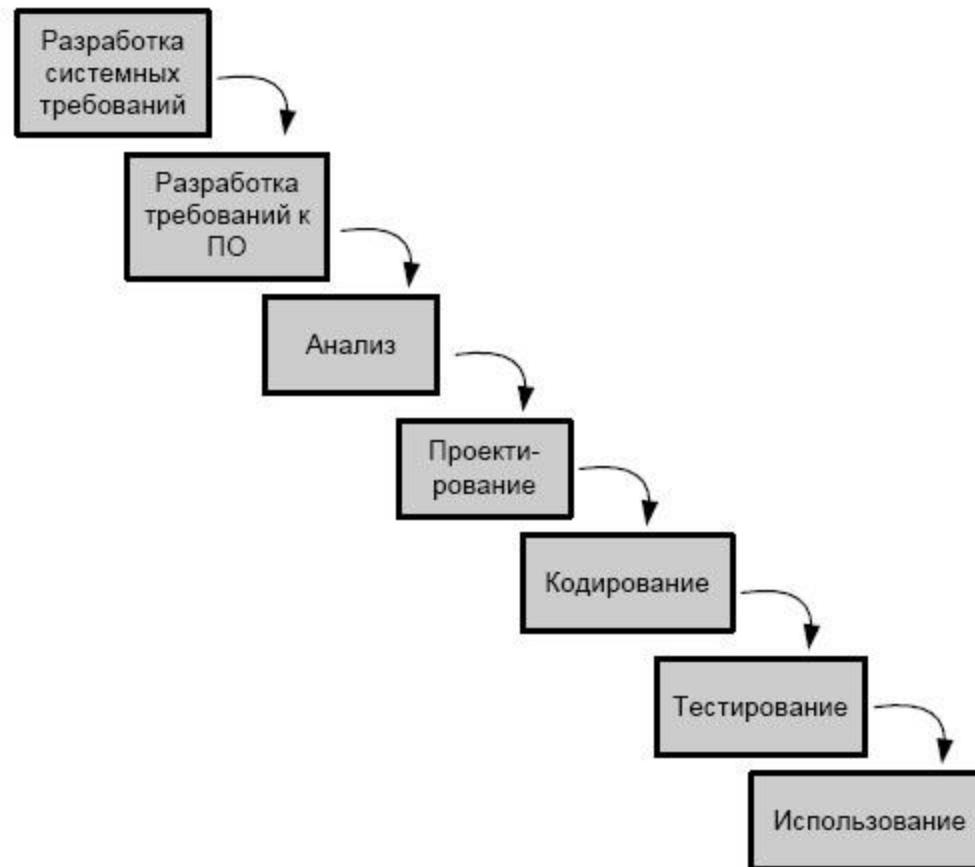 Разработка
системных
требований
Разработка
требований к
ПО
Анализ
Проекти-
рование
Кодирование
Тестирование
Использование